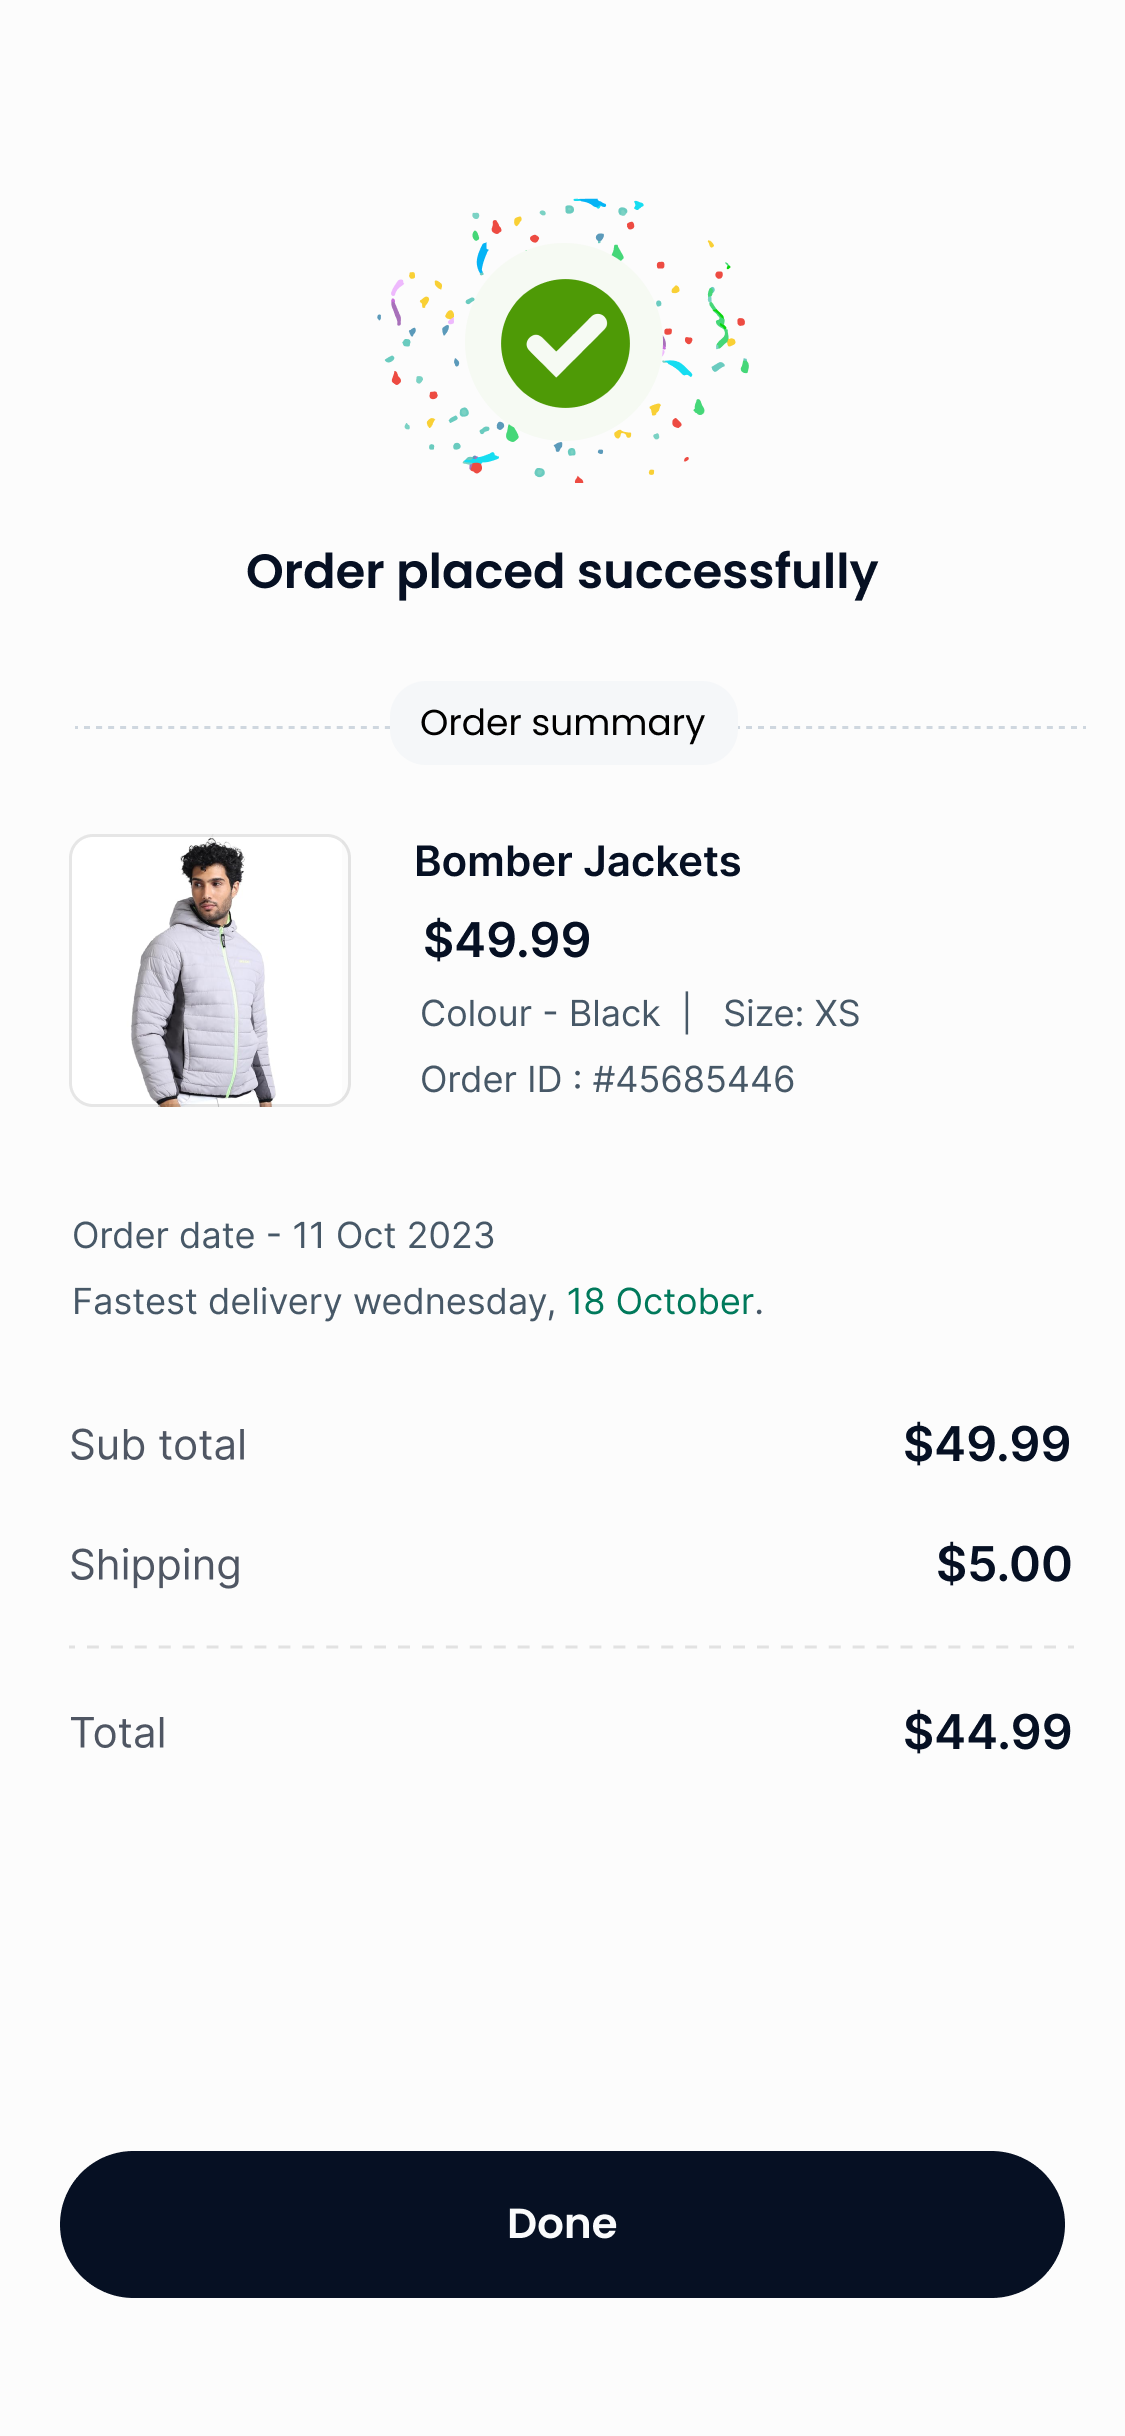 Order placed successfully
Order summary
Bomber Jackets
$49.99
Colour - Black | Size: XS
Order ID : #45685446
Order date - 11 Oct 2023
Fastest delivery wednesday, 18 October.
Sub total $49.99
Shipping $5.00
Total $44.99
Done